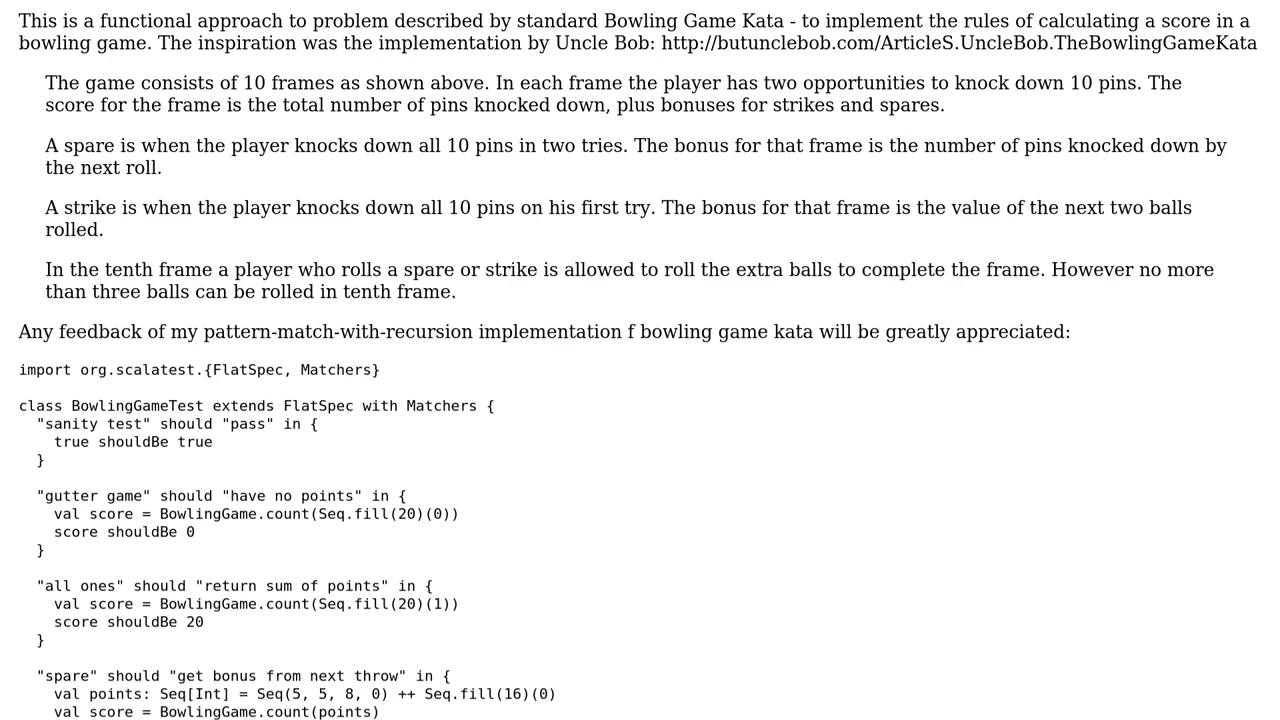 This is a functional approach to problem described by standard Bowling Game Kata - to implement the rules of calculating a score in a
bowling game. The inspiration was the implementation by Uncle Bob: http://butunclebob.com/ArticleS.UncleBob.TheBowlingGameKata
The game consists of 10 frames as shown above. In each frame the player has two opportunities to knock down 10 pins. The
score for the frame is the total number of pins knocked down, plus bonuses for strikes and spares.
A spare is when the player knocks down all 10 pins in two tries. The bonus for that frame is the number of pins knocked down by
the next roll.
A strike is when the player knocks down all 10 pins on his first try. The bonus for that frame is the value of the next two balls
rolled.
In the tenth frame a player who rolls a spare or strike is allowed to roll the extra balls to complete the frame. However no more
than three balls can be rolled in tenth frame.
Any feedback of my pattern-match-with-recursion implementation f bowling game kata will be greatly appreciated:
import org.scalatest.{FlatSpec, Matchers}
class BowlingGameTest extends FlatSpec with Matchers {
  "sanity test" should "pass" in {
    true shouldBe true
  }
  "gutter game" should "have no points" in {
    val score = BowlingGame.count(Seq.fill(20)(0))
    score shouldBe 0
  }
  "all ones" should "return sum of points" in {
    val score = BowlingGame.count(Seq.fill(20)(1))
    score shouldBe 20
  }
  "spare" should "get bonus from next throw" in {
    val points: Seq[Int] = Seq(5, 5, 8, 0) ++ Seq.fill(16)(0)
    val score = BowlingGame.count(points)